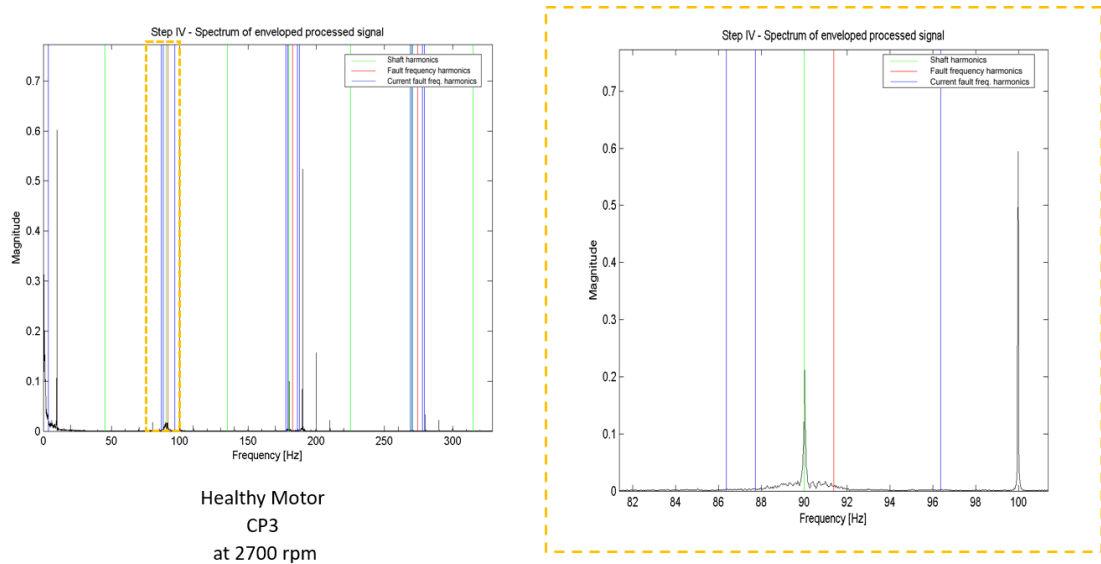 Step IV - Spectrum of enveloped processed signal
Shaft harmonics
Fault frequency harmonics
Current fault freq. harmonics
Magnitude
0.7
0.6
0.5
0.4
0.3
0.2
0.1
0
0 50 100 150 200 250 300
Frequency [Hz]
Healthy Motor
CP3
at 2700 rpm
Step IV - Spectrum of enveloped processed signal
Shaft harmonics
Fault frequency harmonics
Current fault freq. harmonics
Magnitude
0.7
0.6
0.5
0.4
0.3
0.2
0.1
0
82 84 86 88 90 92 94 96 98 100
Frequency [Hz]